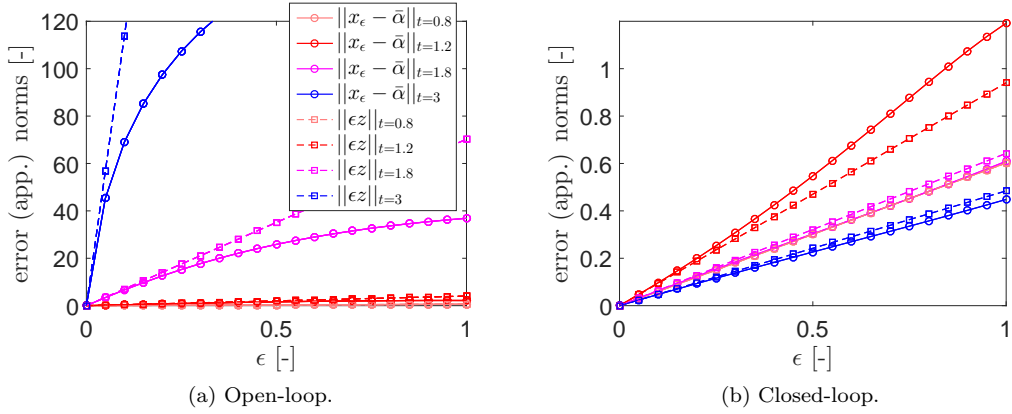 120
100
80
60
40
20
0
0
0.5
1
error (app.) norms [-]
ϵ [-]
||x_ϵ − ᾱ||_{t=0.8}
||x_ϵ − ᾱ||_{t=1.2}
||x_ϵ − ᾱ||_{t=1.8}
||x_ϵ − ᾱ||_{t=3}
||ϵz||_{t=0.8}
||ϵz||_{t=1.2}
||ϵz||_{t=1.8}
||ϵz||_{t=3}
(a) Open-loop.
1.2
1
0.8
0.6
0.4
0.2
0
0
0.5
1
error (app.) norms [-]
ϵ [-]
(b) Closed-loop.